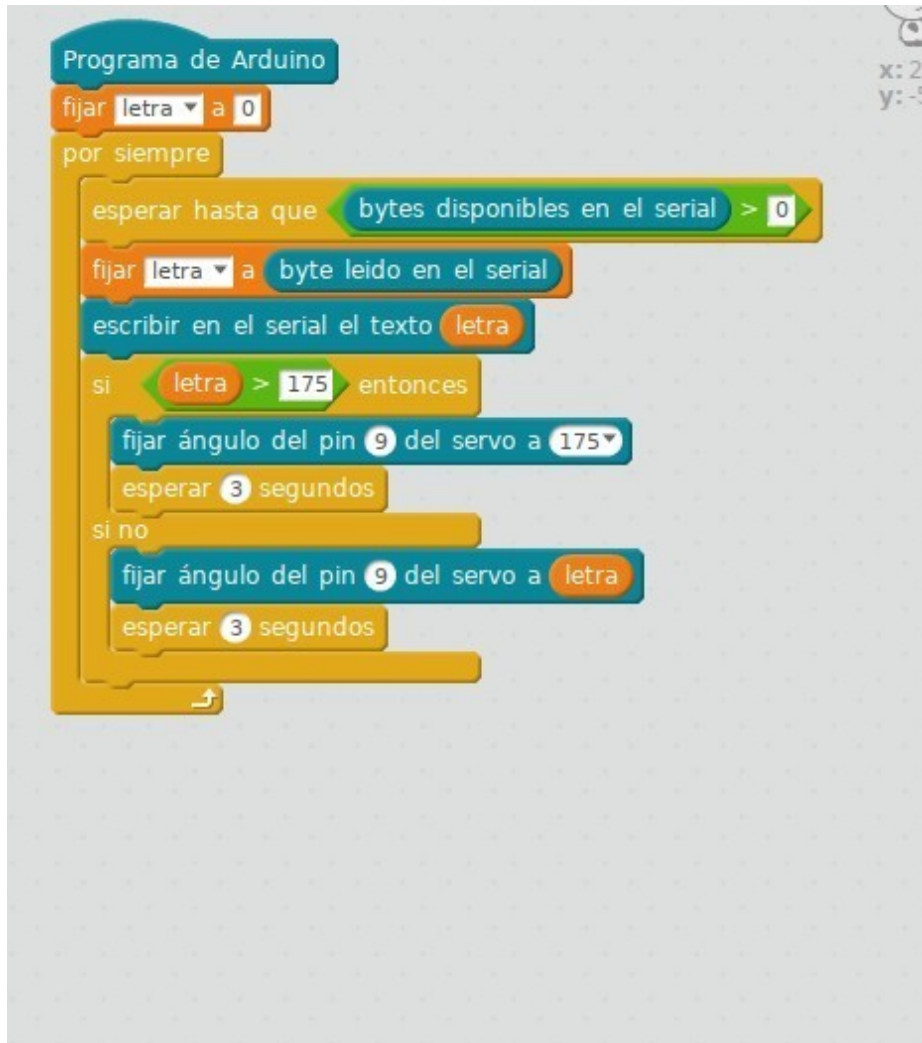 Programa de Arduino
x: 2
fijar letra a 0
y: -
por siempre
esperar hasta que bytes disponibles en el serial > 0
fijar letra a byte leido en el serial
escribir en el serial el texto letra
si letra > 175 entonces
fijar ángulo del pin 9 del servo a 175
esperar 3 segundos
si no
fijar ángulo del pin 9 del servo a letra
esperar 3 segundos